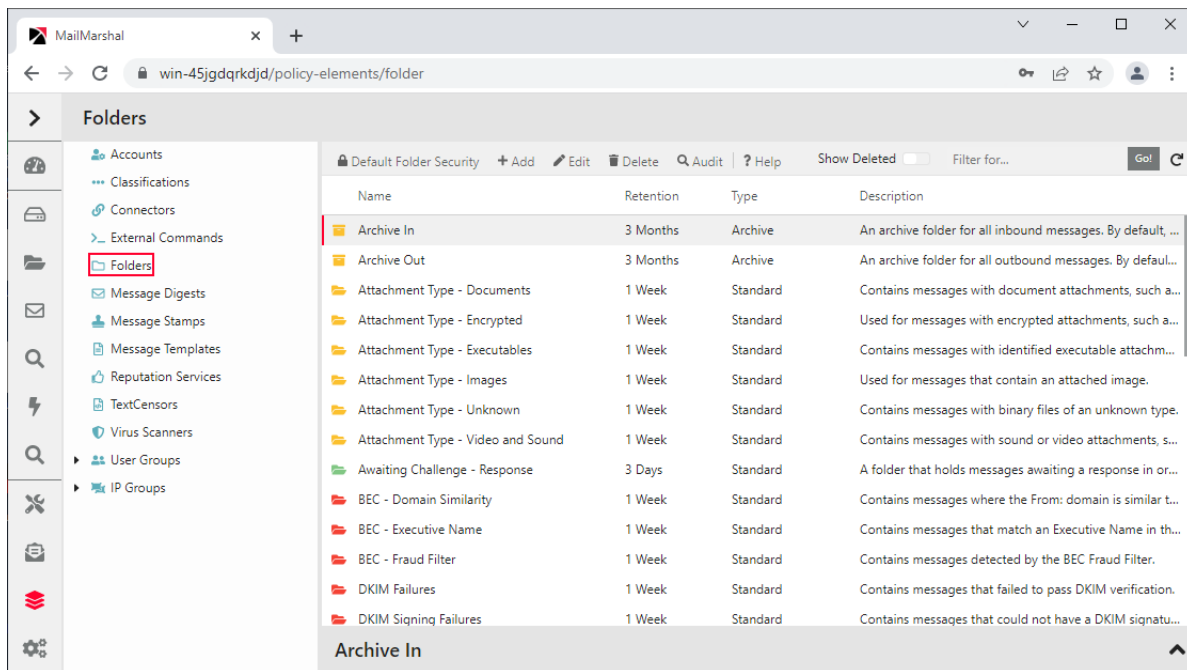 MailMarshal
win-45jgdqrkdjd/policy-elements/folder
Folders
Accounts
Classifications
Connectors
External Commands
Folders
Message Digests
Message Stamps
Message Templates
Reputation Services
TextCensors
Virus Scanners
User Groups
IP Groups
Default Folder Security Add Edit Delete Audit Help Show Deleted Filter for... Go!
Name Retention Type Description
Archive In 3 Months Archive An archive folder for all inbound messages. By default, ...
Archive Out 3 Months Archive An archive folder for all outbound messages. By defaul...
Attachment Type - Documents 1 Week Standard Contains messages with document attachments, such a...
Attachment Type - Encrypted 1 Week Standard Used for messages with encrypted attachments, such a...
Attachment Type - Executables 1 Week Standard Contains messages with identified executable attachm...
Attachment Type - Images 1 Week Standard Used for messages that contain an attached image.
Attachment Type - Unknown 1 Week Standard Contains messages with binary files of an unknown type.
Attachment Type - Video and Sound 1 Week Standard Contains messages with sound or video attachments, s...
Awaiting Challenge - Response 3 Days Standard A folder that holds messages awaiting a response in or...
BEC - Domain Similarity 1 Week Standard Contains messages where the From: domain is similar t...
BEC - Executive Name 1 Week Standard Contains messages that match an Executive Name in th...
BEC - Fraud Filter 1 Week Standard Contains messages detected by the BEC Fraud Filter.
DKIM Failures 1 Week Standard Contains messages that failed to pass DKIM verification.
DKIM Signing Failures 1 Week Standard Contains messages that could not have a DKIM signatu...
Archive In